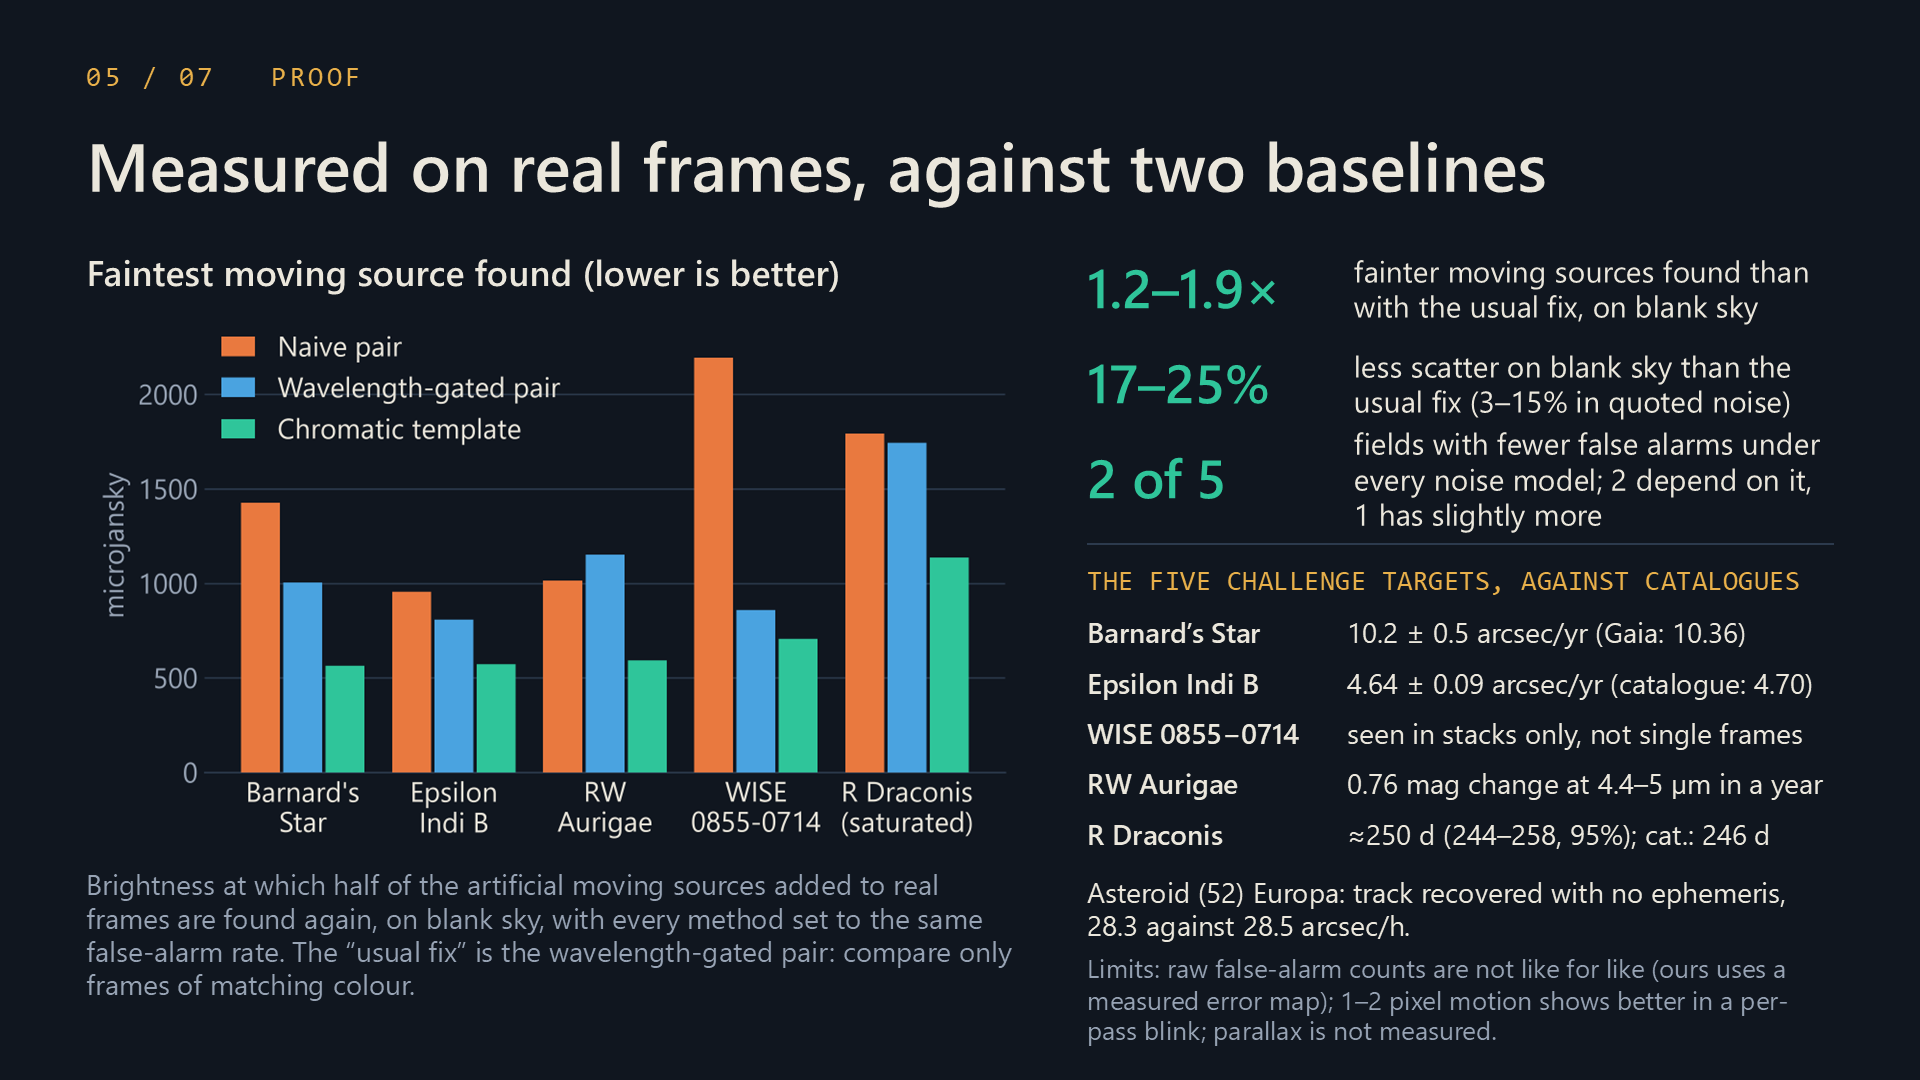 05 / 07 PROOF
Measured on real frames, against two baselines
Faintest moving source found (lower is better)
Naive pair
Wavelength-gated pair
Chromatic template
microjansky
2000
1500
1000
500
0
Barnard's
Star
Epsilon
Indi B
RW
Aurigae
WISE
0855-0714
R Draconis
(saturated)
Brightness at which half of the artificial moving sources added to real
frames are found again, on blank sky, with every method set to the same
false-alarm rate. The “usual fix” is the wavelength-gated pair: compare only
frames of matching colour.
1.2–1.9×
fainter moving sources found than
with the usual fix, on blank sky
17–25%
less scatter on blank sky than the
usual fix (3–15% in quoted noise)
2 of 5
fields with fewer false alarms under
every noise model; 2 depend on it,
1 has slightly more
THE FIVE CHALLENGE TARGETS, AGAINST CATALOGUES
Barnard’s Star 10.2 ± 0.5 arcsec/yr (Gaia: 10.36)
Epsilon Indi B 4.64 ± 0.09 arcsec/yr (catalogue: 4.70)
WISE 0855−0714 seen in stacks only, not single frames
RW Aurigae 0.76 mag change at 4.4–5 µm in a year
R Draconis ≈250 d (244–258, 95%); cat.: 246 d
Asteroid (52) Europa: track recovered with no ephemeris,
28.3 against 28.5 arcsec/h.
Limits: raw false-alarm counts are not like for like (ours uses a
measured error map); 1–2 pixel motion shows better in a per-
pass blink; parallax is not measured.